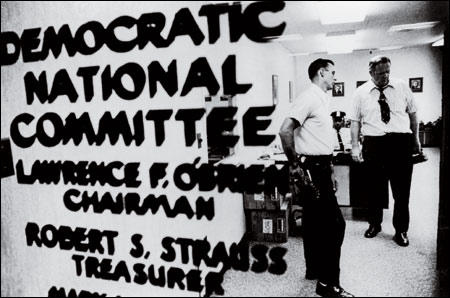 DEMOCRATIC
NATIONAL
COMMITTEE
LAWRENCE F. O'BRIEN
CHAIRMAN
ROBERT S. STRAUSS
TREASURER